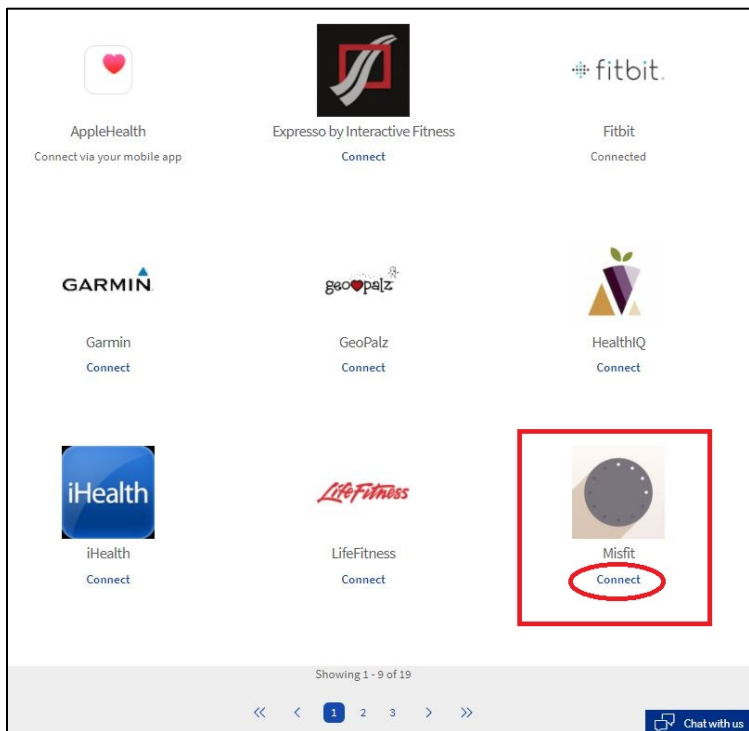 fitbit.
AppleHealth
Expresso by Interactive Fitness
Fitbit
Connect via your mobile app
Connect
Connected
GARMIN
geopalz
Garmin
GeoPalz
HealthIQ
Connect
Connect
Connect
iHealth
LifeFitness
iHealth
LifeFitness
Misfit
Connect
Connect
Connect
Showing 1 - 9 of 19
<< < 1 2 3 > >>
Chat with us